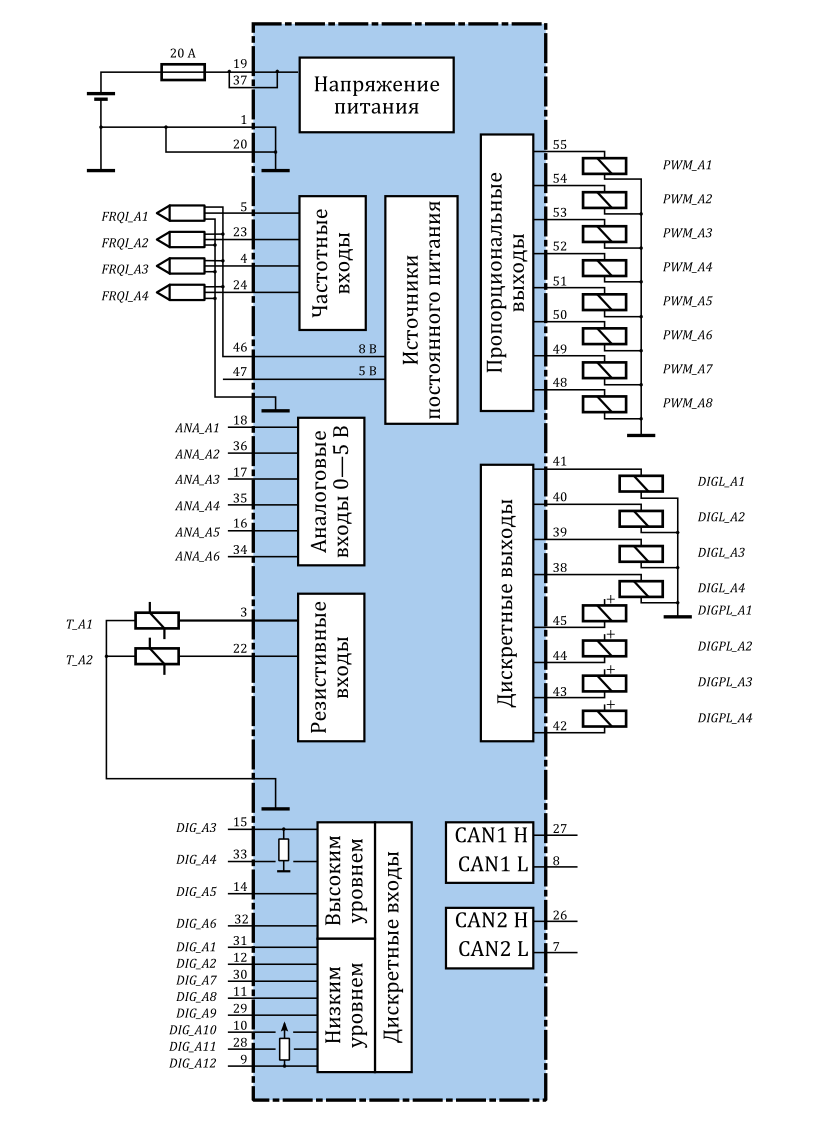 20 А
19
37
Напряжение
питания
1
20
FRQI_A1
5
FRQI_A2
23
FRQI_A3
4
FRQI_A4
24
Частотные
входы
Источники
постоянного питания
46
8 В
47
5 В
ANA_A1
18
ANA_A2
36
ANA_A3
17
ANA_A4
35
ANA_A5
16
ANA_A6
34
Аналоговые
входы 0—5 В
T_A1
3
T_A2
22
Резистивные
входы
DIG_A3
15
DIG_A4
33
DIG_A5
14
DIG_A6
32
DIG_A1
31
DIG_A2
12
DIG_A7
30
DIG_A8
11
DIG_A9
29
DIG_A10
10
DIG_A11
28
DIG_A12
9
Высоким
уровнем
Низким
уровнем
Дискретные входы
Пропорциональные
выходы
55
PWM_A1
54
PWM_A2
53
PWM_A3
52
PWM_A4
51
PWM_A5
50
PWM_A6
49
PWM_A7
48
PWM_A8
Дискретные выходы
41
DIGL_A1
40
DIGL_A2
39
DIGL_A3
38
DIGL_A4
45
+
DIGPL_A1
44
+
DIGPL_A2
43
+
DIGPL_A3
42
+
DIGPL_A4
CAN1 H
27
CAN1 L
8
CAN2 H
26
CAN2 L
7